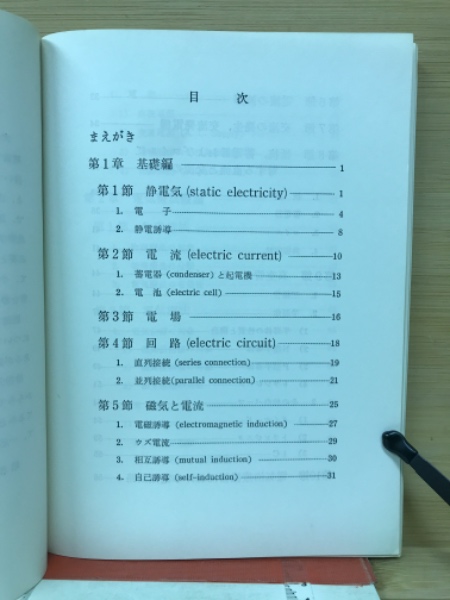 目 次
まえがき
第1章 基礎編 1
第1節 静電気(static electricity) 1
1. 電 子 4
2. 静電誘導 8
第2節 電 流(electric current) 10
1. 蓄電器(condenser)と起電機 13
2. 電 池(electric cell) 15
第3節 電 場 16
第4節 回 路(electric circuit) 18
1. 直列接続(series connection) 19
2. 並列接続(parallel connection) 21
第5節 磁気と電流 25
1. 電磁誘導(electromagnetic induction) 27
2. ウズ電流 29
3. 相互誘導(mutual induction) 30
4. 自己誘導(self-induction) 31